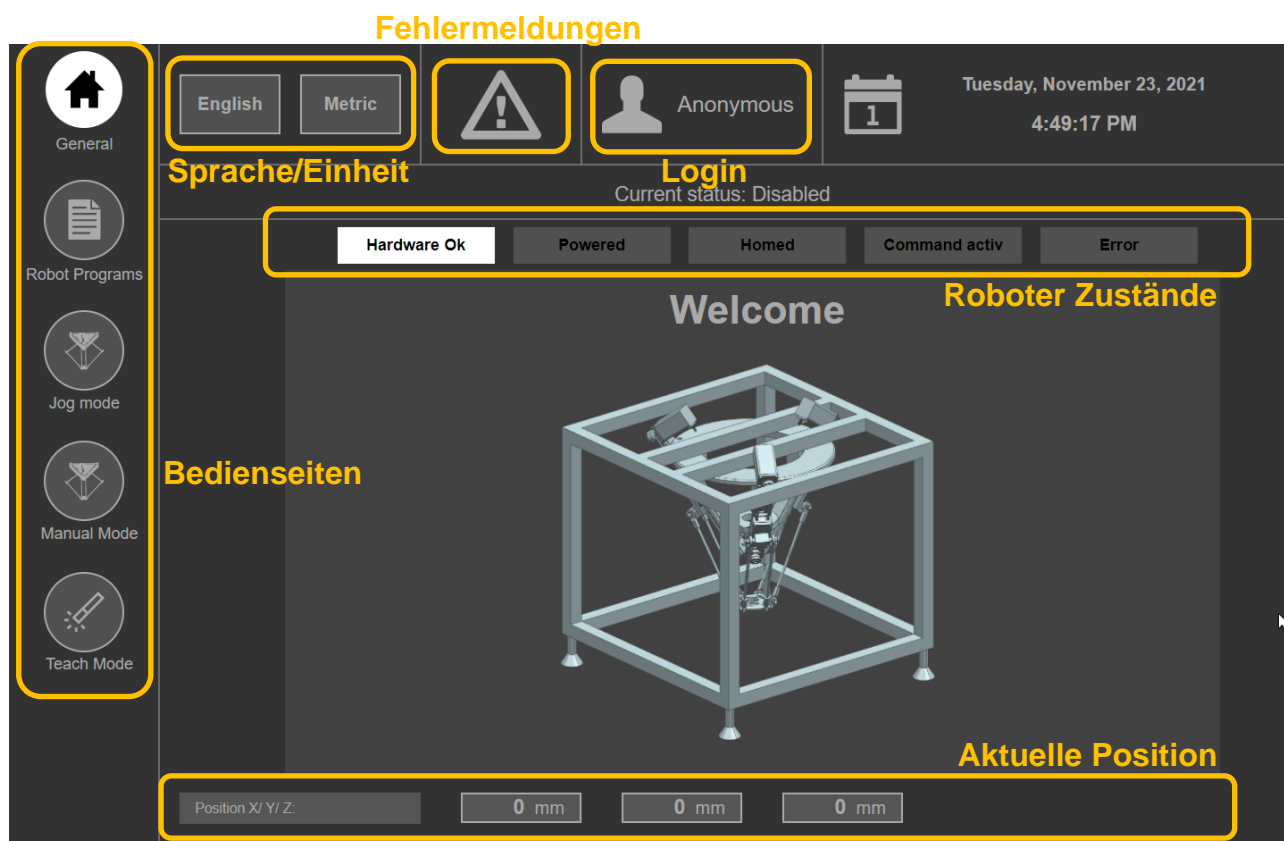 Fehlermeldungen
English
Metric
Anonymous
1
Tuesday, November 23, 2021
4:49:17 PM
General
Sprache/Einheit
Login
Current status: Disabled
Robot Programs
Hardware Ok
Powered
Homed
Command activ
Error
Roboter Zustände
Welcome
Jog mode
Bedienseiten
Manual Mode
Teach Mode
Aktuelle Position
Position X/ Y/ Z:
0 mm
0 mm
0 mm